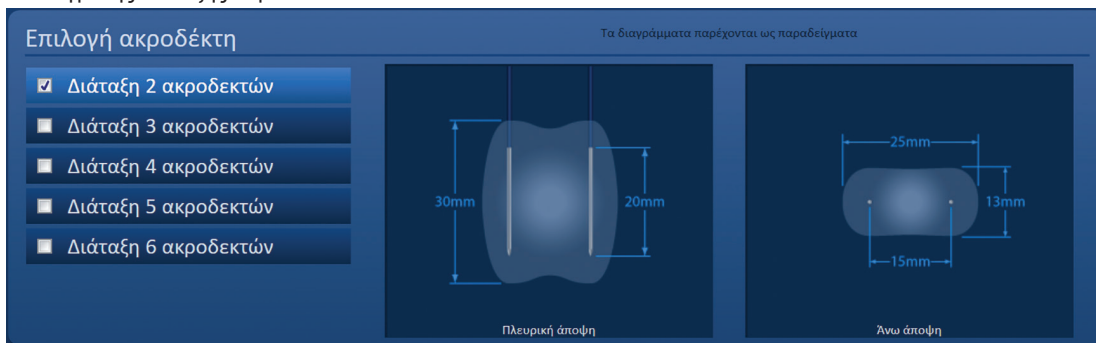 Επιλογή ακροδέκτη
Τα διαγράμματα παρέχονται ως παραδείγματα
Διάταξη 2 ακροδεκτών
Διάταξη 3 ακροδεκτών
Διάταξη 4 ακροδεκτών
Διάταξη 5 ακροδεκτών
Διάταξη 6 ακροδεκτών
30mm
20mm
Πλευρική άποψη
25mm
13mm
15mm
Άνω άποψη